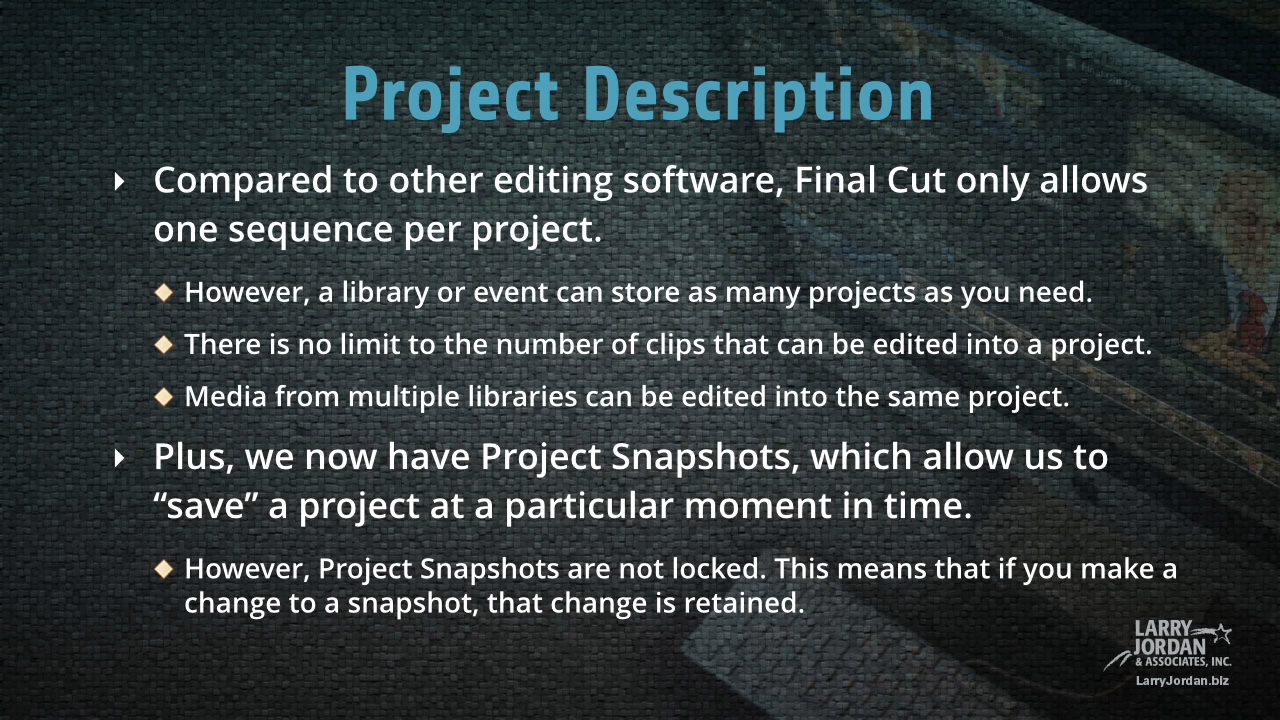 Project Description
Compared to other editing software, Final Cut only allows
one sequence per project.
However, a library or event can store as many projects as you need.
There is no limit to the number of clips that can be edited into a project.
Media from multiple libraries can be edited into the same project.
Plus, we now have Project Snapshots, which allow us to
“save” a project at a particular moment in time.
However, Project Snapshots are not locked. This means that if you make a
change to a snapshot, that change is retained.
LARRY
JORDAN
& ASSOCIATES, INC.
LarryJordan.biz